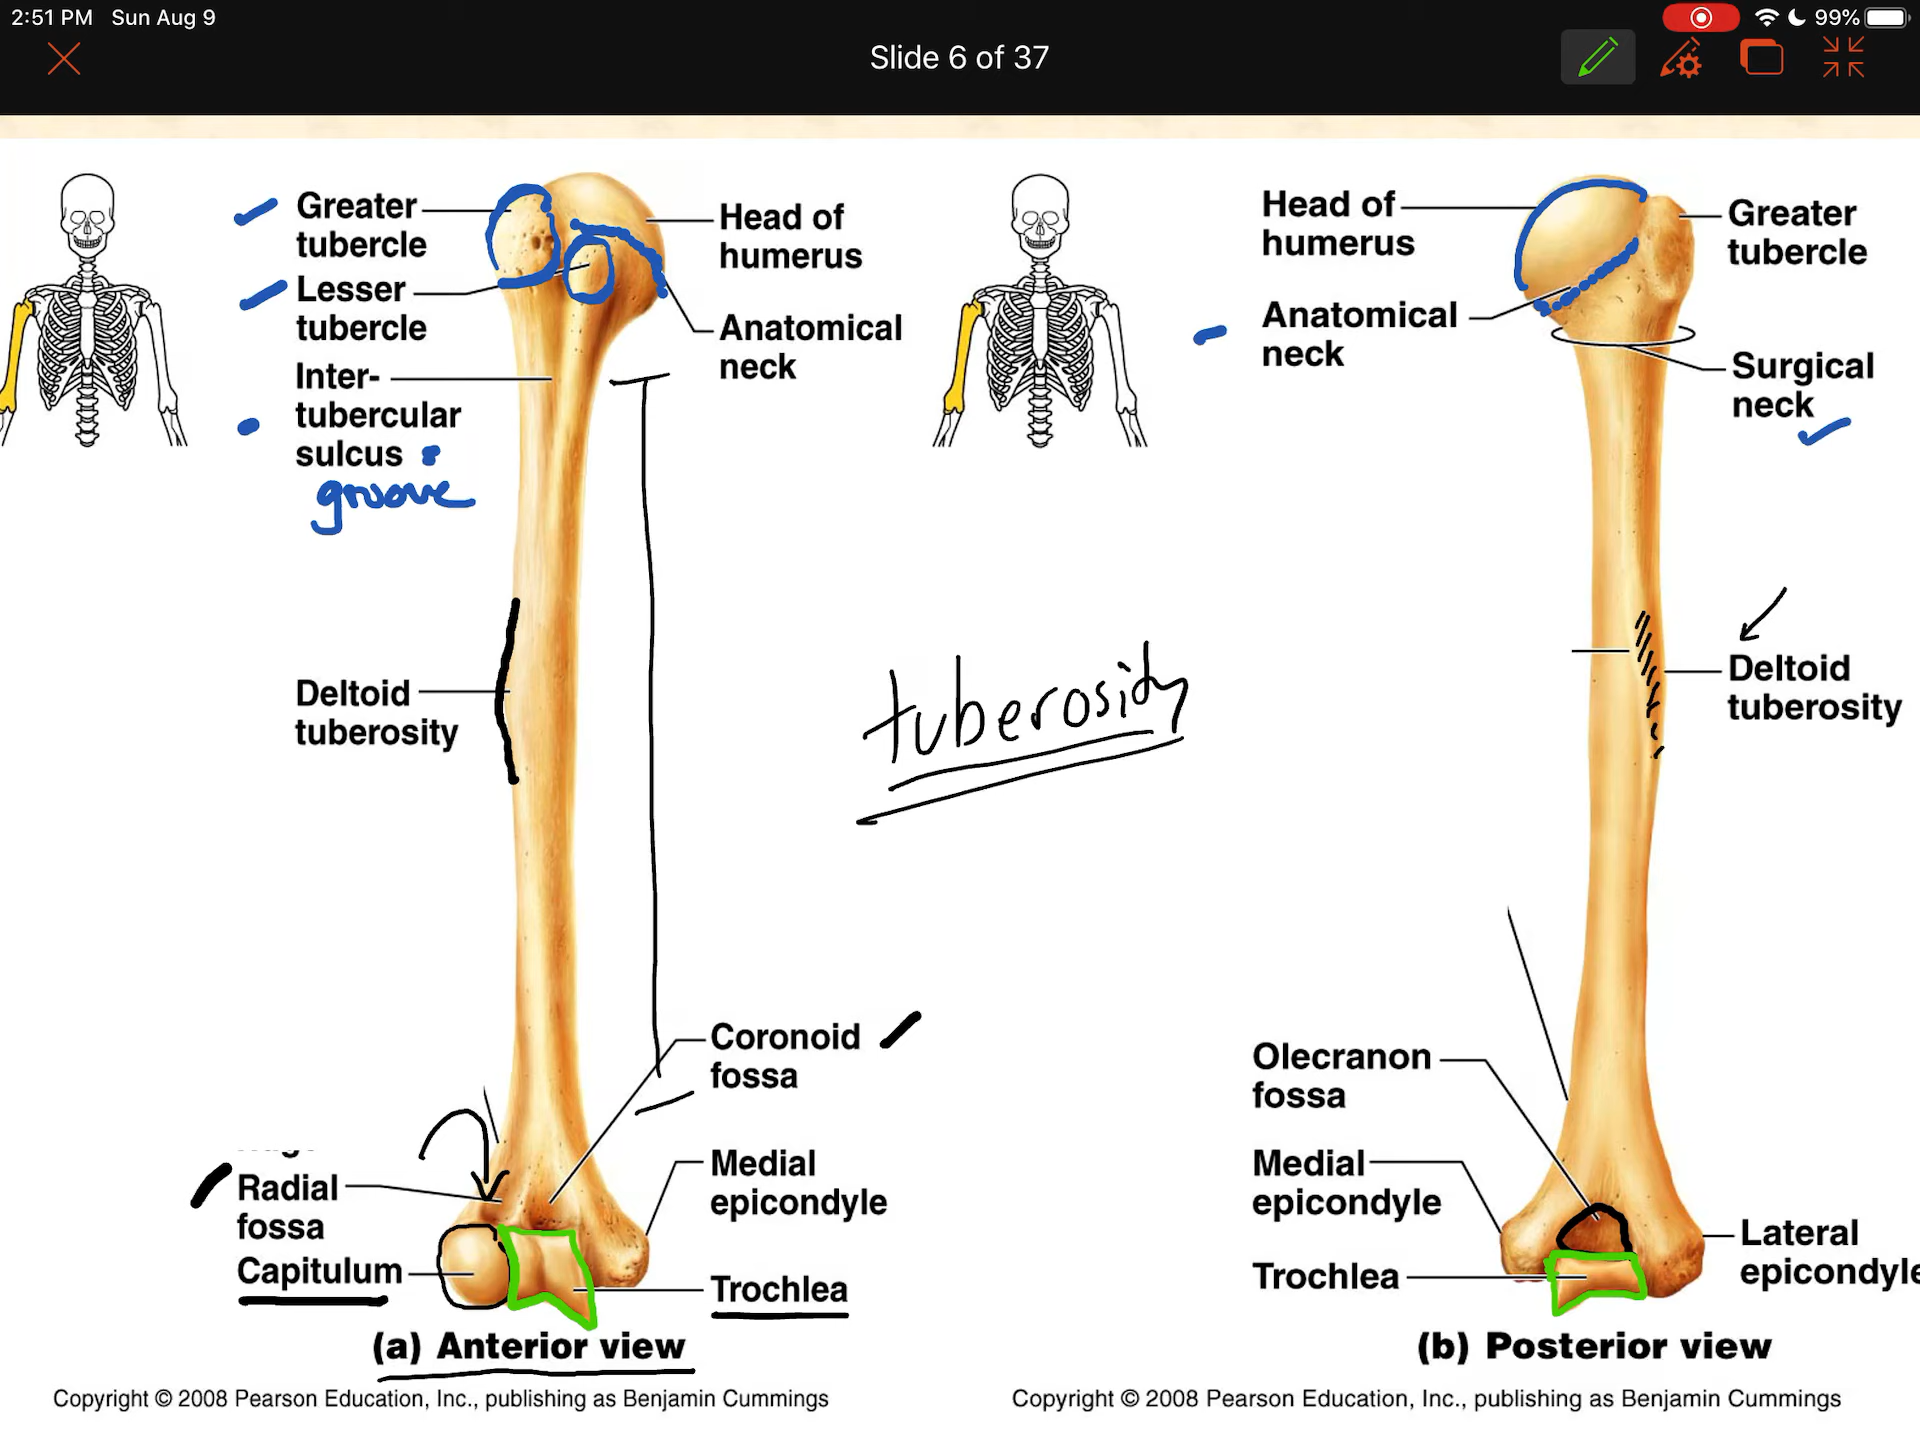 2:51 PM Sun Aug 9
99%
Slide 6 of 37
Greater
tubercle
Lesser
tubercle
Inter-
tubercular
sulcus
groove
Head of
humerus
Anatomical
neck
Deltoid
tuberosity
tuberosity
Coronoid
fossa
Radial
fossa
Medial
epicondyle
Capitulum
Trochlea
(a) Anterior view
Copyright © 2008 Pearson Education, Inc., publishing as Benjamin Cummings
Head of
humerus
Greater
tubercle
Anatomical
neck
Surgical
neck
Deltoid
tuberosity
Olecranon
fossa
Medial
epicondyle
Lateral
epicondyle
Trochlea
(b) Posterior view
Copyright © 2008 Pearson Education, Inc., publishing as Benjamin Cummings